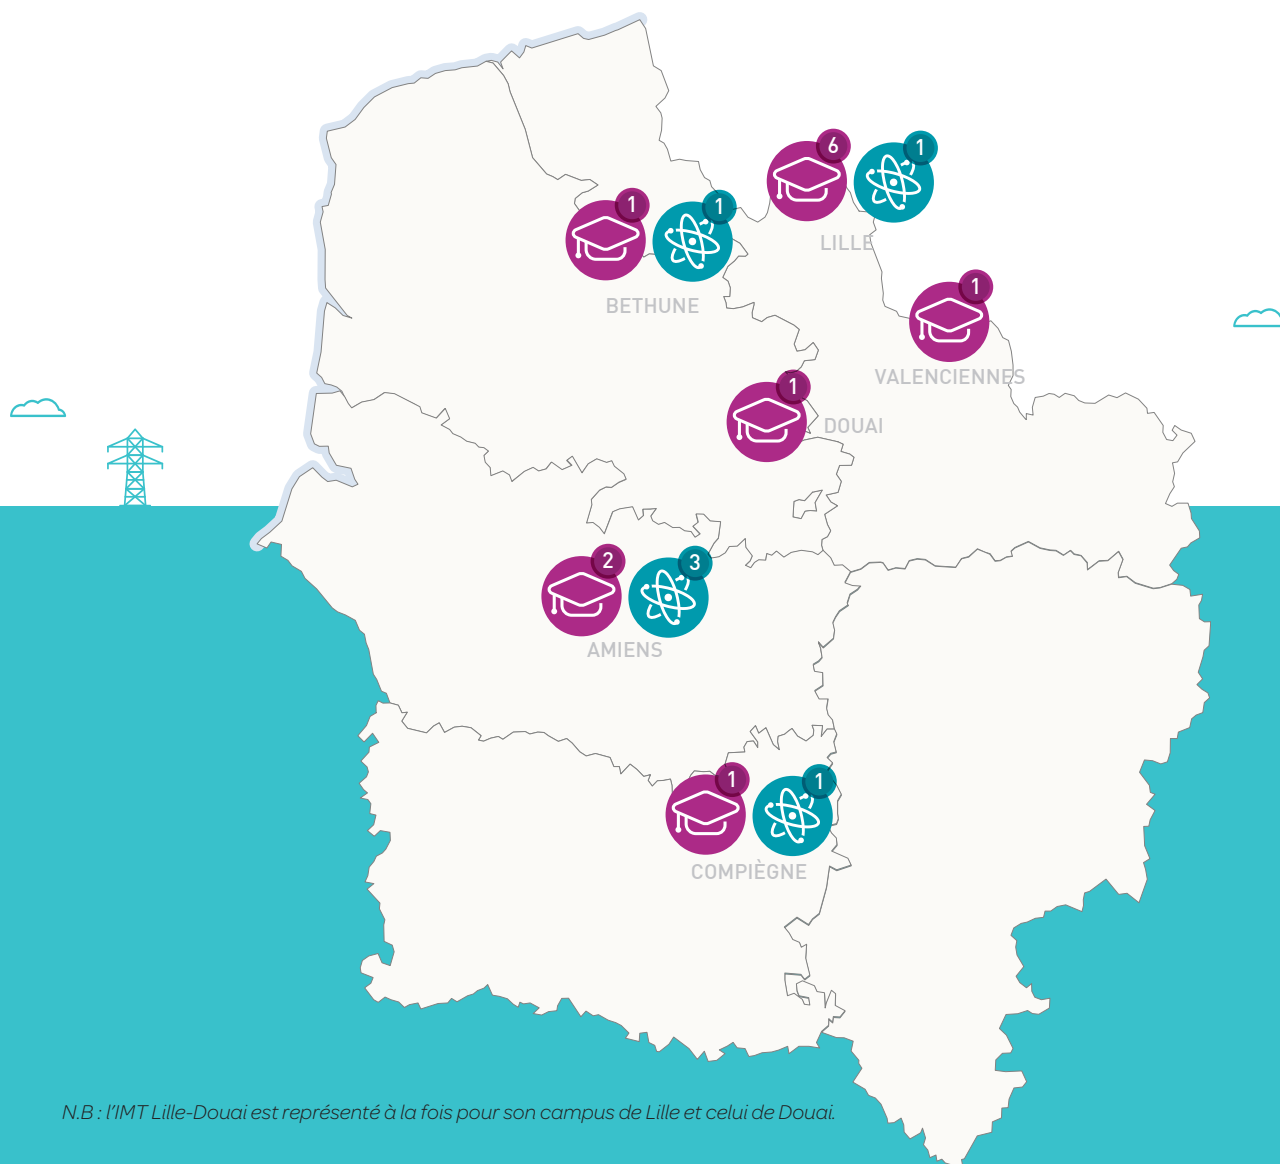 6
1
LILLE
1
1
BETHUNE
1
VALENCIENNES
1
DOUAI
2
3
AMIENS
1
1
COMPIÈGNE
N.B : l'IMT Lille-Douai est représenté à la fois pour son campus de Lille et celui de Douai.